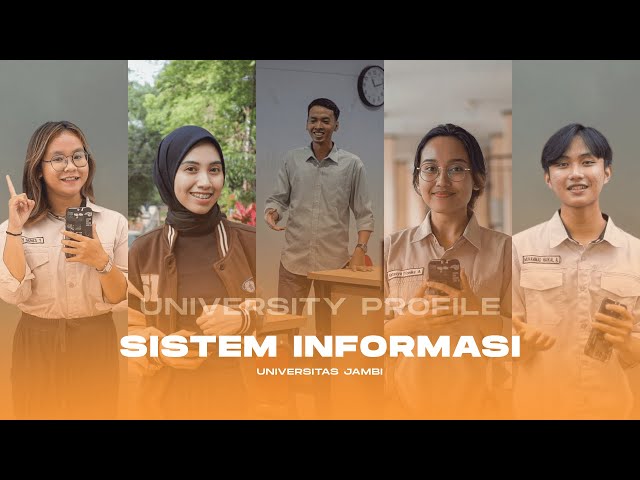 UNIVERSITY PROFILE
SISTEM INFORMASI
UNIVERSITAS JAMBI